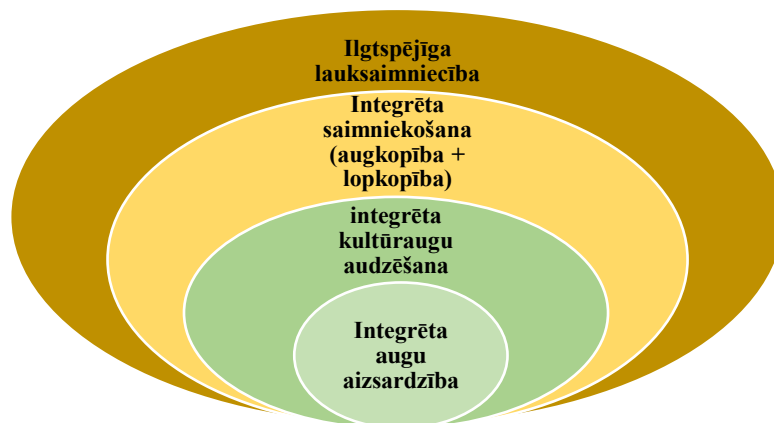 Ilgtspējīga
lauksaimniecība
Integrēta
saimniekošana
(augkopība +
lopkopība)
integrēta
kultūraugu
audzēšana
Integrēta
augu
aizsardzība